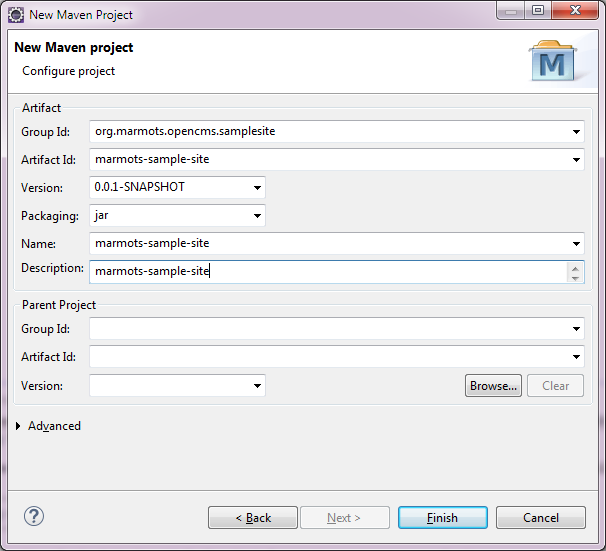 New Maven Project
New Maven project
Configure project
M
Artifact
Group Id: org.marmots.opencms.samplesite
Artifact Id: marmots-sample-site
Version: 0.0.1-SNAPSHOT
Packaging: jar
Name: marmots-sample-site
Description: marmots-sample-site
Parent Project
Group Id:
Artifact Id:
Version: Browse... Clear
Advanced
? < Back Next > Finish Cancel